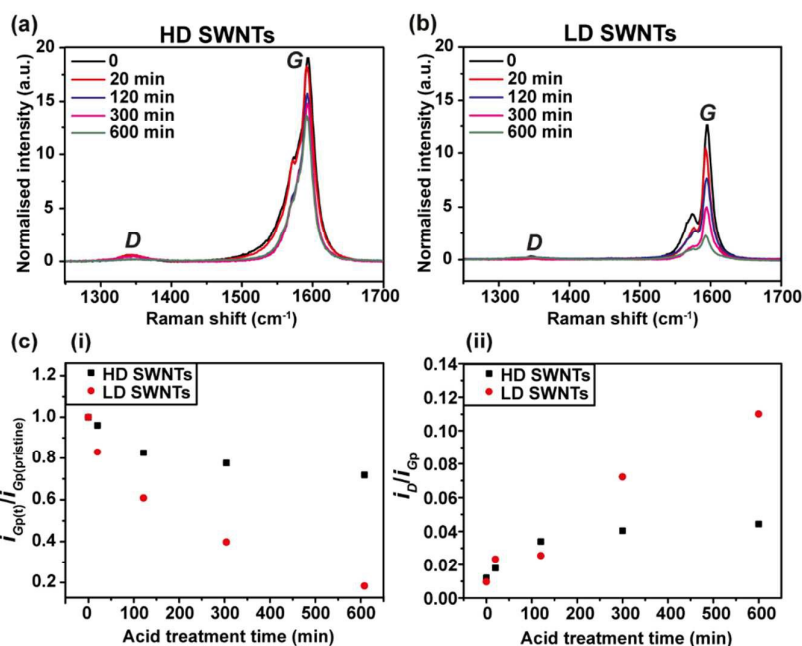 (a)
HD SWNTs
Normalised intensity (a.u.)
20
15
10
5
0
0
20 min
120 min
300 min
600 min
G
D
1300
1400
1500
1600
1700
Raman shift (cm⁻¹)
(b)
LD SWNTs
Normalised intensity (a.u.)
20
15
10
5
0
0
20 min
120 min
300 min
600 min
G
D
1300
1400
1500
1600
1700
Raman shift (cm⁻¹)
(c)
(i)
HD SWNTs
LD SWNTs
iGp(t)/iGp(pristine)
1.2
1.0
0.8
0.6
0.4
0.2
0
100
200
300
400
500
600
Acid treatment time (min)
(ii)
HD SWNTs
LD SWNTs
iD/iGp
0.14
0.12
0.10
0.08
0.06
0.04
0.02
0.00
0
100
200
300
400
500
600
Acid treatment time (min)